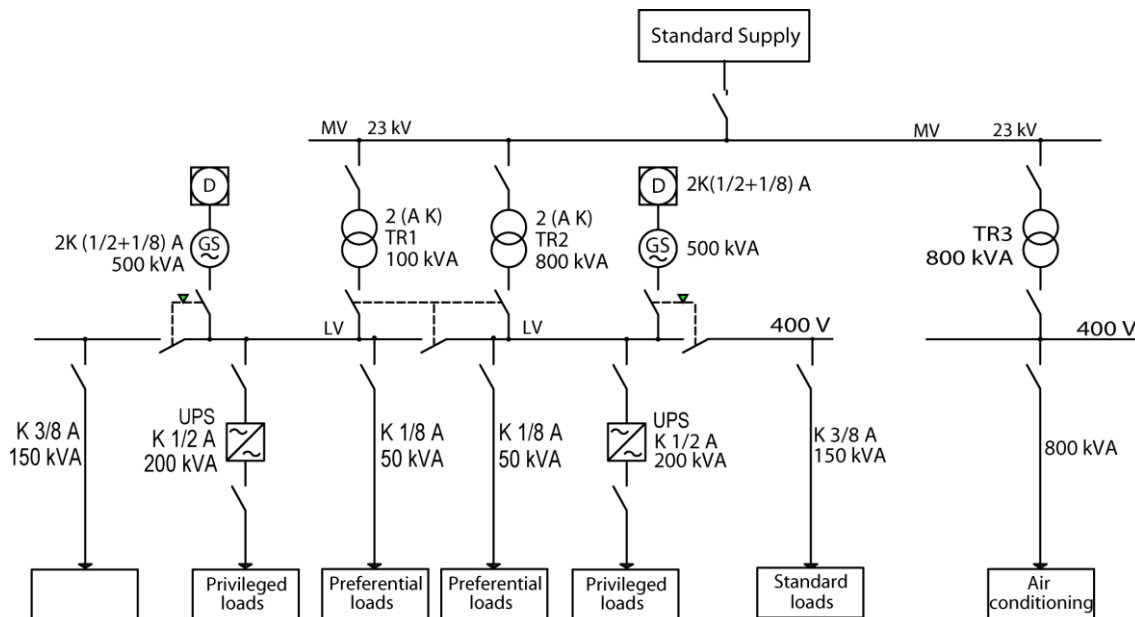 Standard Supply
MV 23 kV
MV 23 kV
D
2K (1/2+1/8) A
500 kVA
GS
2 (A K)
TR1
100 kVA
2 (A K)
TR2
800 kVA
D
2K(1/2+1/8) A
GS
500 kVA
TR3
800 kVA
LV
LV
400 V
400 V
K 3/8 A
150 kVA
UPS
K 1/2 A
200 kVA
K 1/8 A
50 kVA
K 1/8 A
50 kVA
UPS
K 1/2 A
200 kVA
K 3/8 A
150 kVA
800 kVA
Privileged
loads
Preferential
loads
Preferential
loads
Privileged
loads
Standard
loads
Air
conditioning